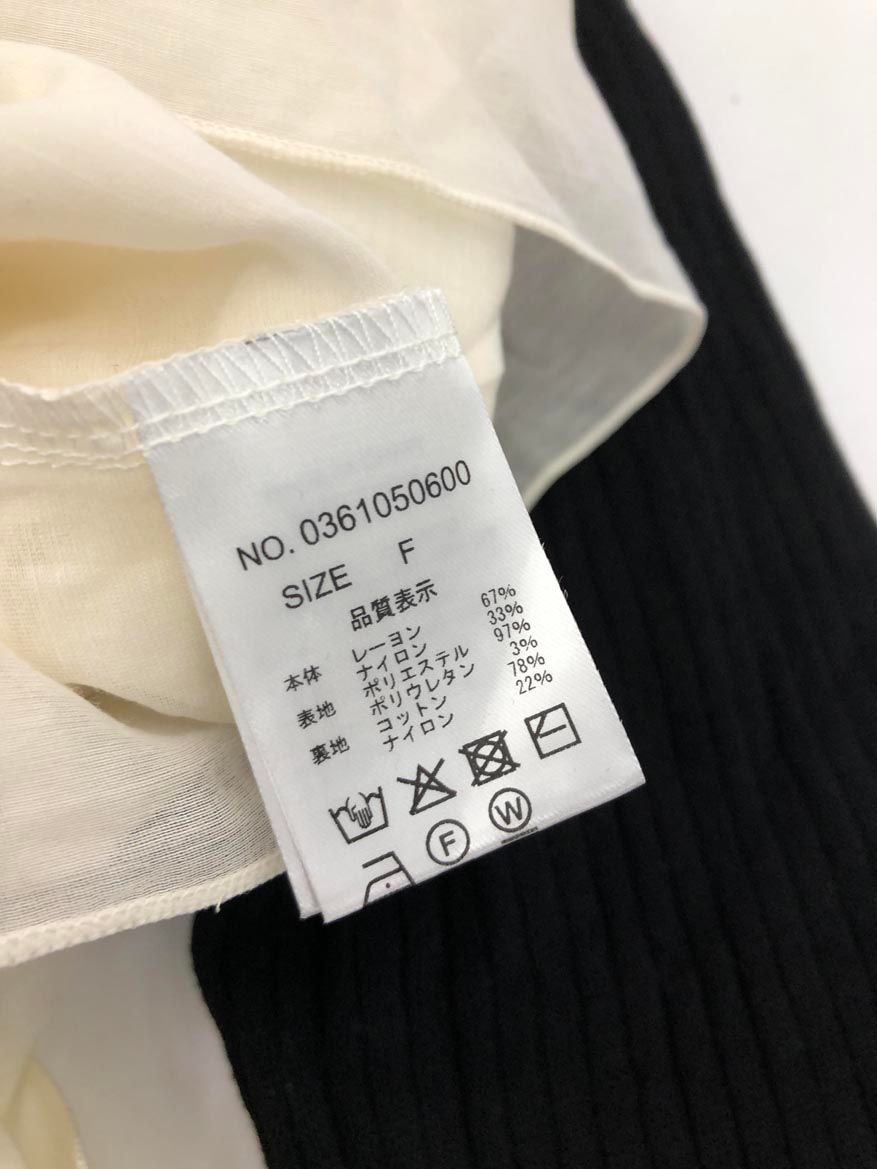 NO. 0361050600
SIZE F
品質表示
本体 レーヨン 67%
ナイロン 33%
表地 ポリエステル 97%
ポリウレタン 3%
裏地 コットン 78%
ナイロン 22%
F W